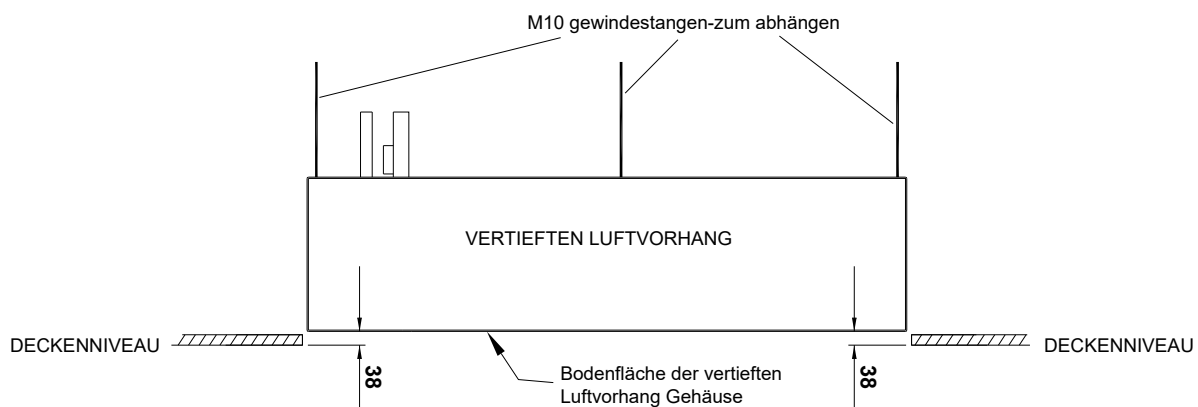 M10 gewindestangen-zum abhängen
VERTIEFTEN LUFTVORHANG
DECKENNIVEAU
DECKENNIVEAU
38
38
Bodenfläche der vertieften
Luftvorhang Gehäuse